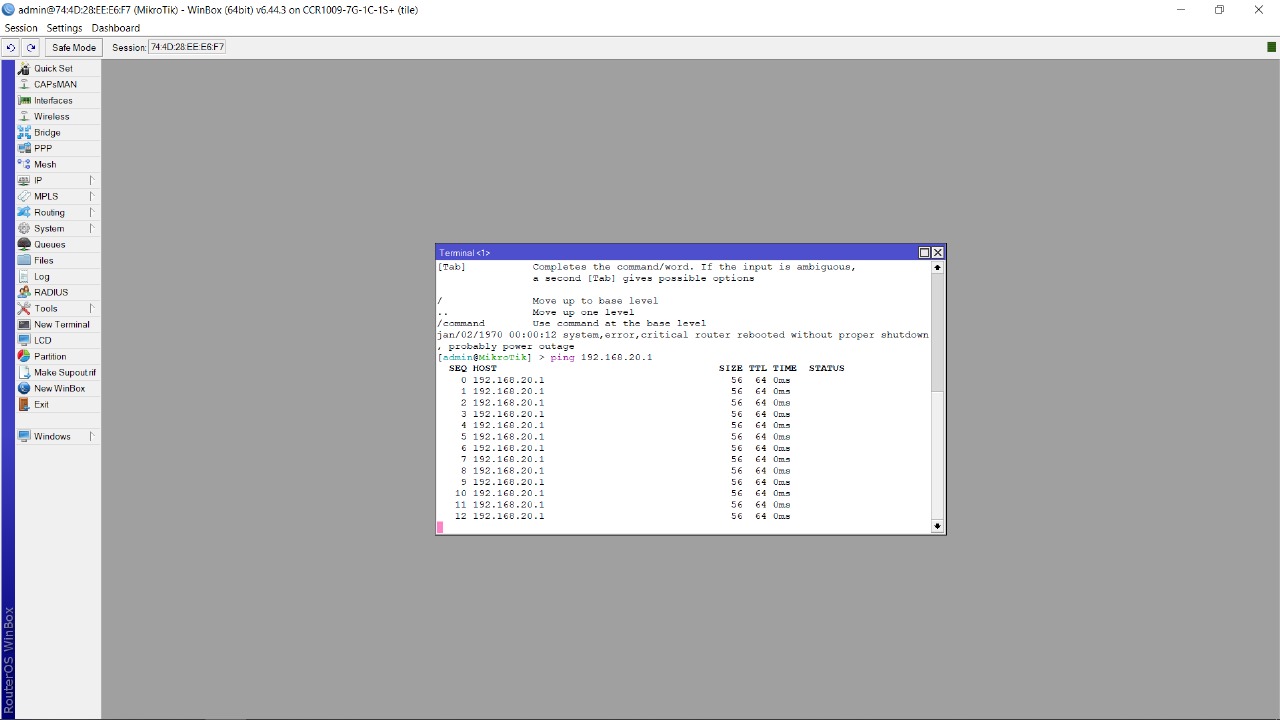 admin@74:4D:28:EE:E6:F7 (MikroTik) - WinBox (64bit) v6.44.3 on CCR1009-7G-1C-1S+ (tile)
Session Settings Dashboard
Safe Mode Session: 74:4D:28:EE:E6:F7
Quick Set
CAPsMAN
Interfaces
Wireless
Bridge
PPP
Mesh
IP
MPLS
Routing
System
Queues
Files
Log
RADIUS
Tools
New Terminal
LCD
Partition
Make Supout.rif
New WinBox
Exit
Windows
RouterOS WinBox
Terminal <1>
[Tab] Completes the command/word. If the input is ambiguous,
a second [Tab] gives possible options
/ Move up to base level
.. Move up one level
/command Use command at the base level
jan/02/1970 00:00:12 system,error,critical router rebooted without proper shutdown
, probably power outage
[admin@MikroTik] > ping 192.168.20.1
SEQ HOST SIZE TTL TIME STATUS
0 192.168.20.1 56 64 0ms
1 192.168.20.1 56 64 0ms
2 192.168.20.1 56 64 0ms
3 192.168.20.1 56 64 0ms
4 192.168.20.1 56 64 0ms
5 192.168.20.1 56 64 0ms
6 192.168.20.1 56 64 0ms
7 192.168.20.1 56 64 0ms
8 192.168.20.1 56 64 0ms
9 192.168.20.1 56 64 0ms
10 192.168.20.1 56 64 0ms
11 192.168.20.1 56 64 0ms
12 192.168.20.1 56 64 0ms